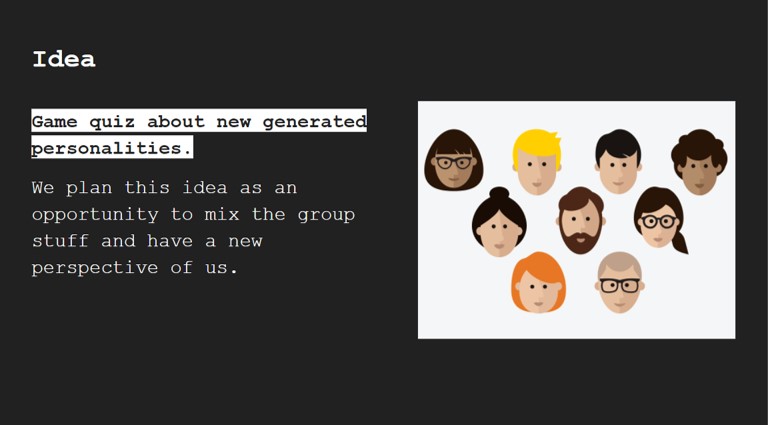 Idea
Game quiz about new generated
personalities.
We plan this idea as an
opportunity to mix the group
stuff and have a new
perspective of us.